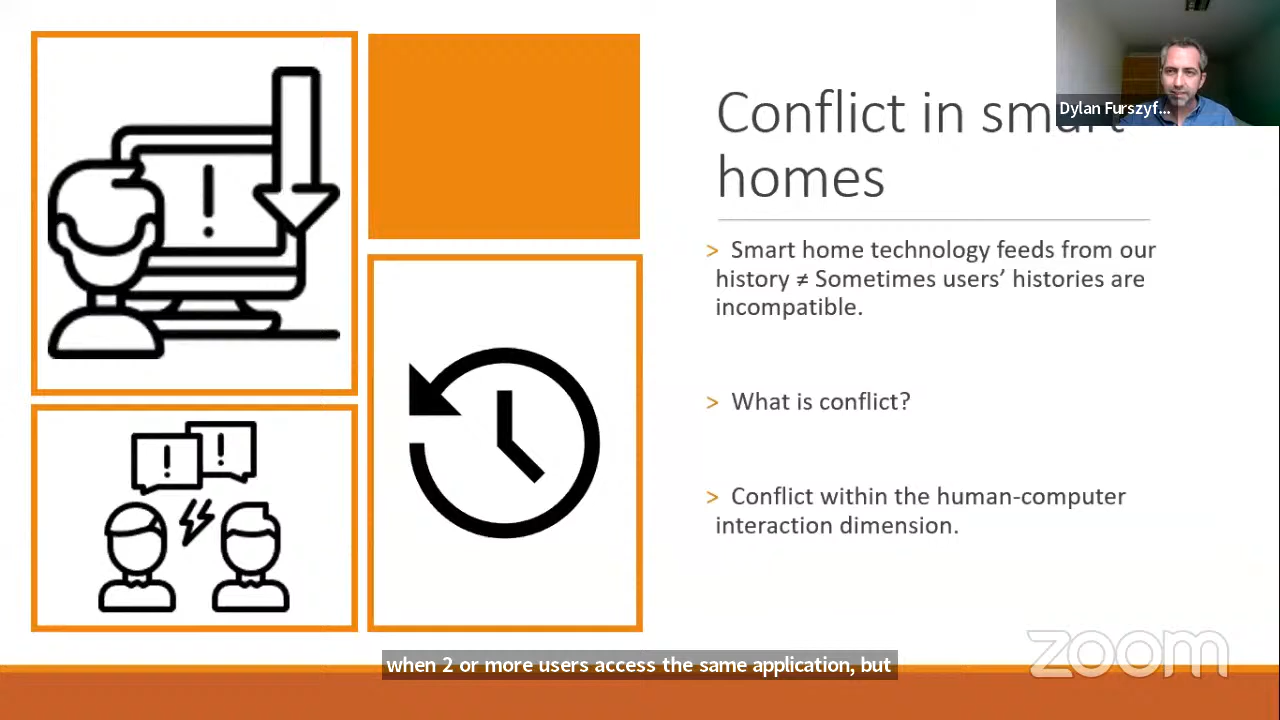 Dylan Furszyf...
Conflict in smart
homes
> Smart home technology feeds from our
history ≠ Sometimes users’ histories are
incompatible.
> What is conflict?
> Conflict within the human-computer
interaction dimension.
zoom
when 2 or more users access the same application, but